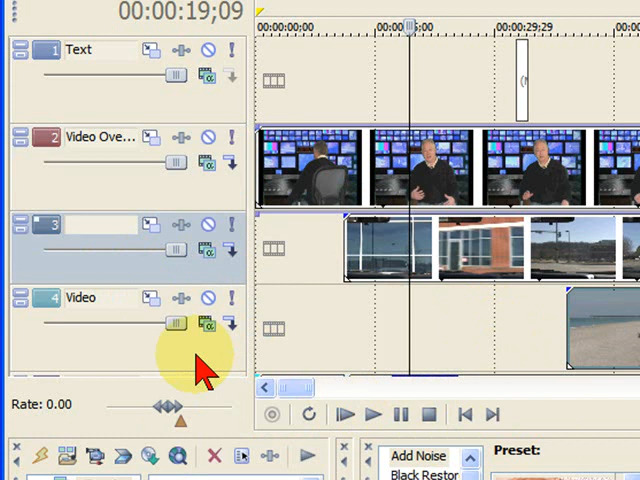 00:00:19;09
00:00:00;00
00:00:29;29
00:00
1 Text
2 Video Ove...
3
4 Video
Rate: 0.00
Add Noise
Black Restor
Preset: